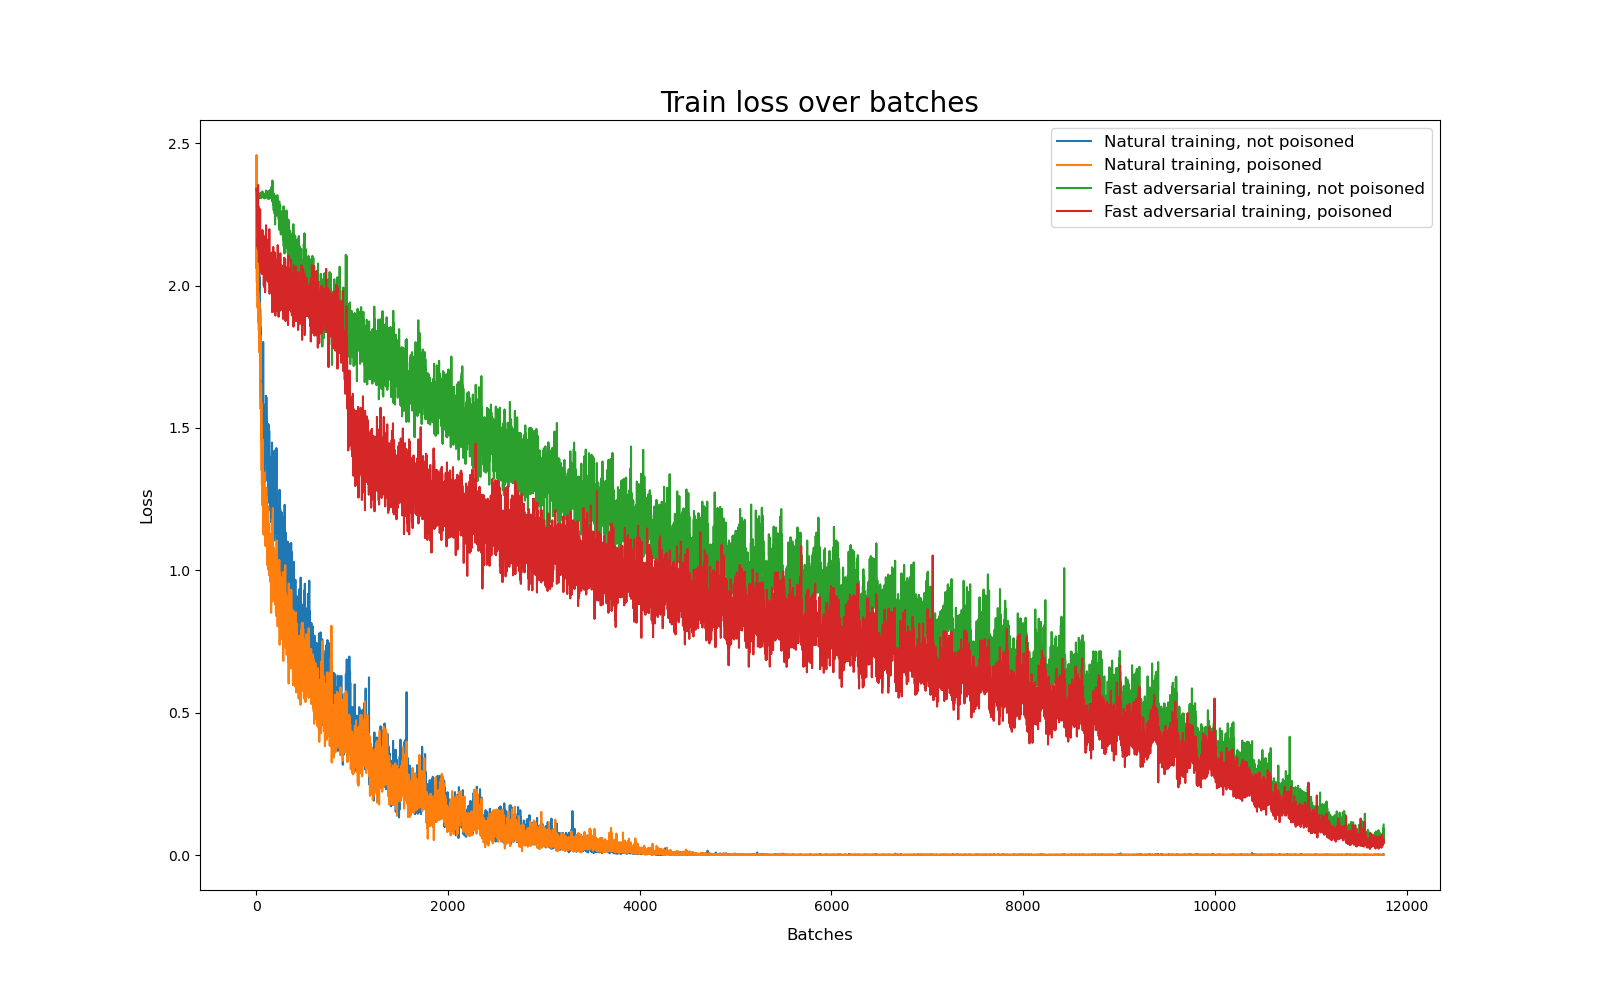 Train loss over batches
2.5
2.0
1.5
1.0
0.5
0.0
Loss
Natural training, not poisoned
Natural training, poisoned
Fast adversarial training, not poisoned
Fast adversarial training, poisoned
0 2000 4000 6000 8000 10000 12000
Batches